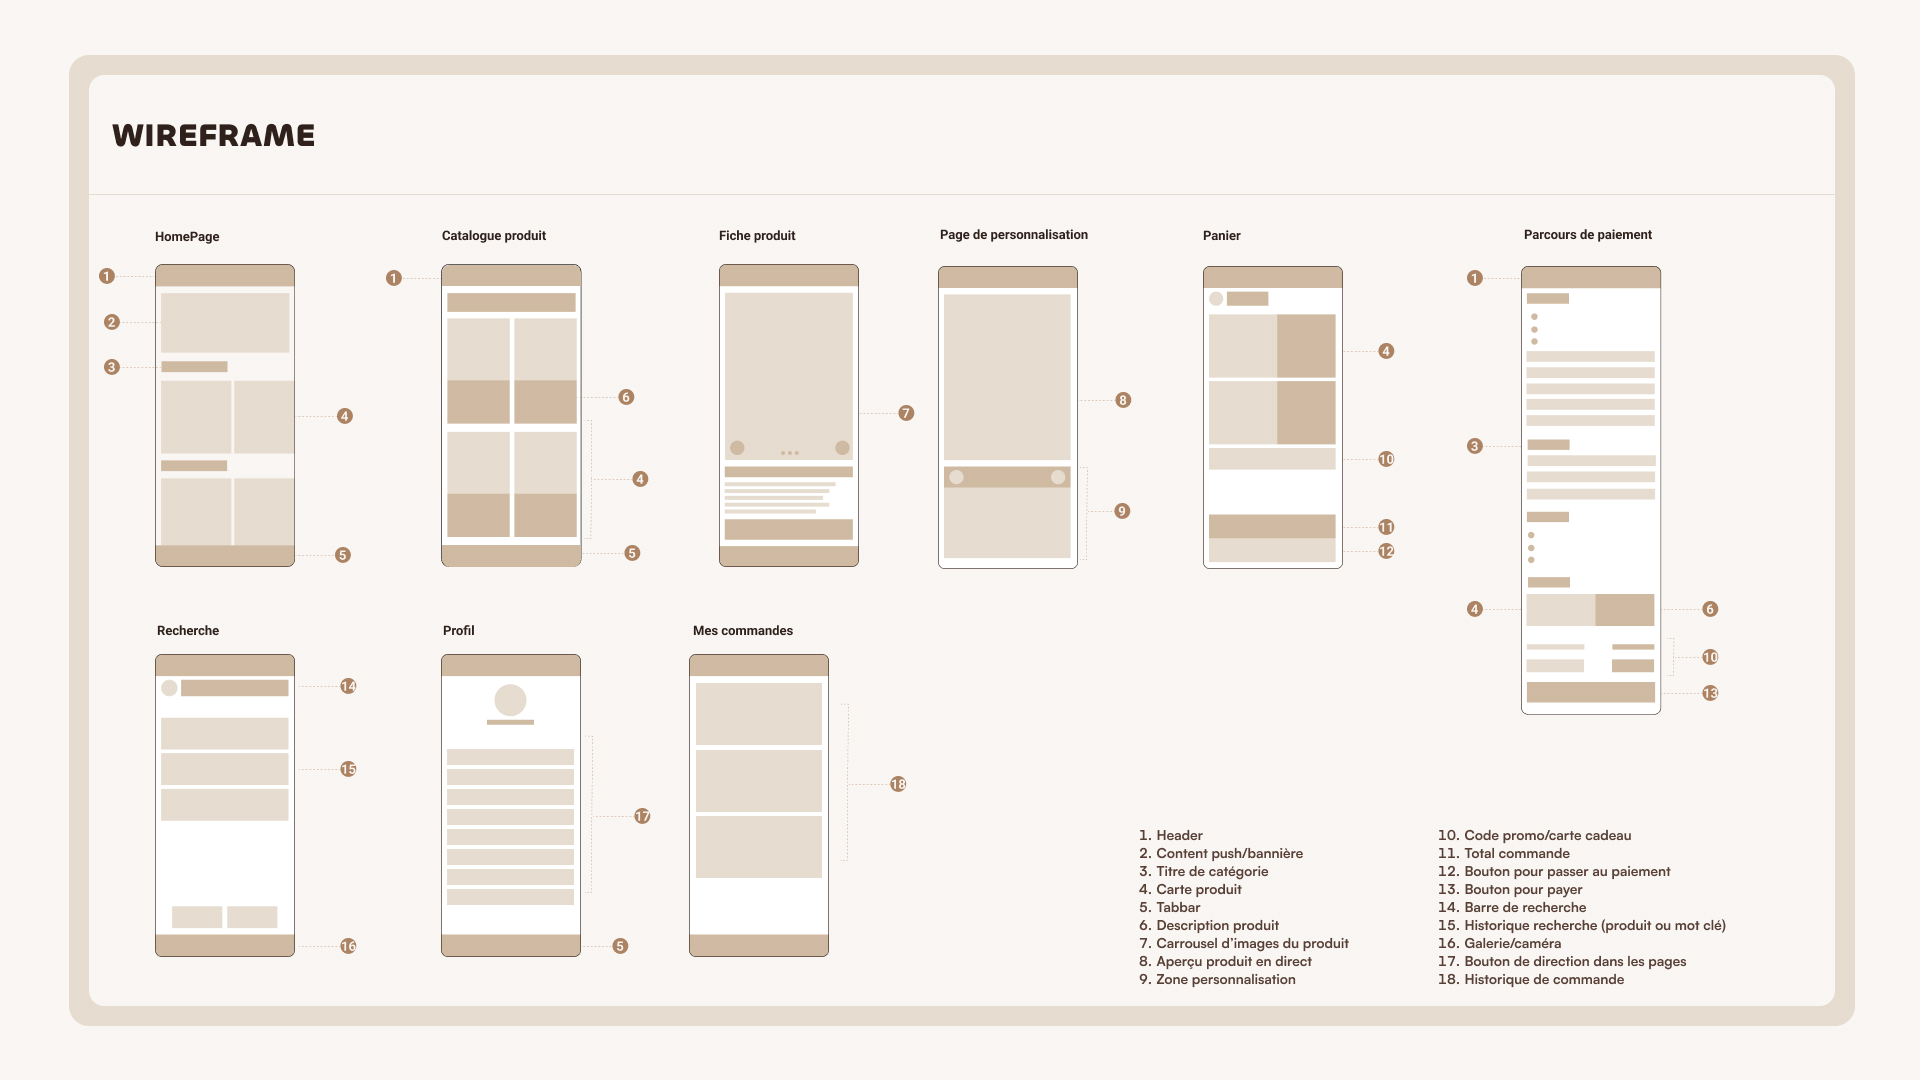 WIREFRAME
HomePage
Catalogue produit
Fiche produit
Page de personnalisation
Panier
Parcours de paiement
1
2
3
4
5
1
6
4
5
7
8
9
4
10
11
12
1
3
4
6
10
13
Recherche
Profil
Mes commandes
14
15
16
17
5
18
1. Header
2. Content push/bannière
3. Titre de catégorie
4. Carte produit
5. Tabbar
6. Description produit
7. Carrousel d'images du produit
8. Aperçu produit en direct
9. Zone personnalisation
10. Code promo/carte cadeau
11. Total commande
12. Bouton pour passer au paiement
13. Bouton pour payer
14. Barre de recherche
15. Historique recherche (produit ou mot clé)
16. Galerie/caméra
17. Bouton de direction dans les pages
18. Historique de commande